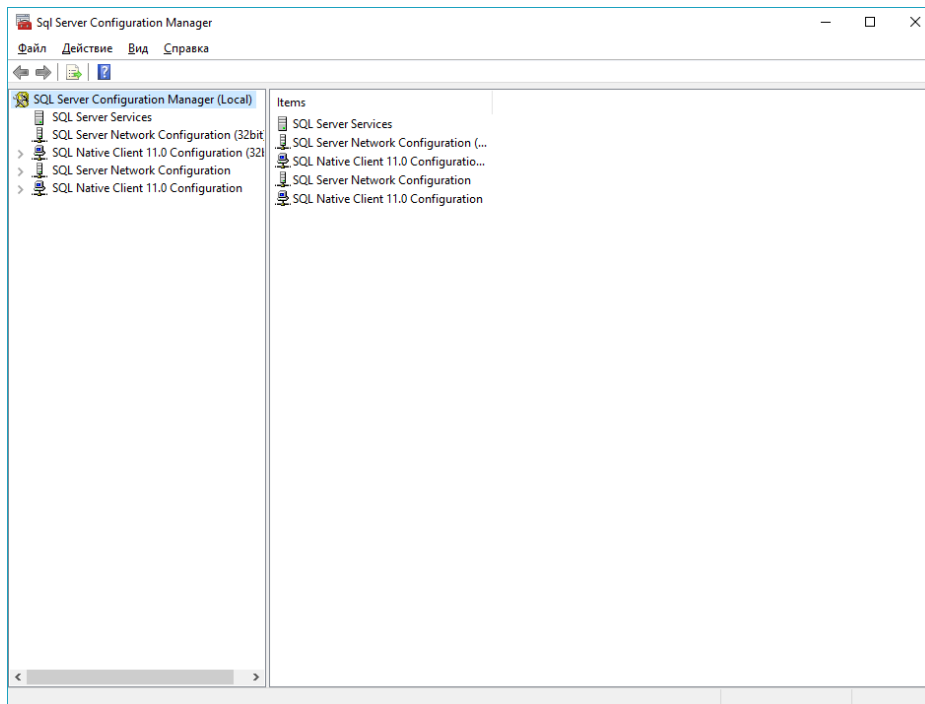 Sql Server Configuration Manager
Файл Действие Вид Справка
SQL Server Configuration Manager (Local)
SQL Server Services
SQL Server Network Configuration (32bit
SQL Native Client 11.0 Configuration (32b
SQL Server Network Configuration
SQL Native Client 11.0 Configuration
Items
SQL Server Services
SQL Server Network Configuration (...
SQL Native Client 11.0 Configuratio...
SQL Server Network Configuration
SQL Native Client 11.0 Configuration